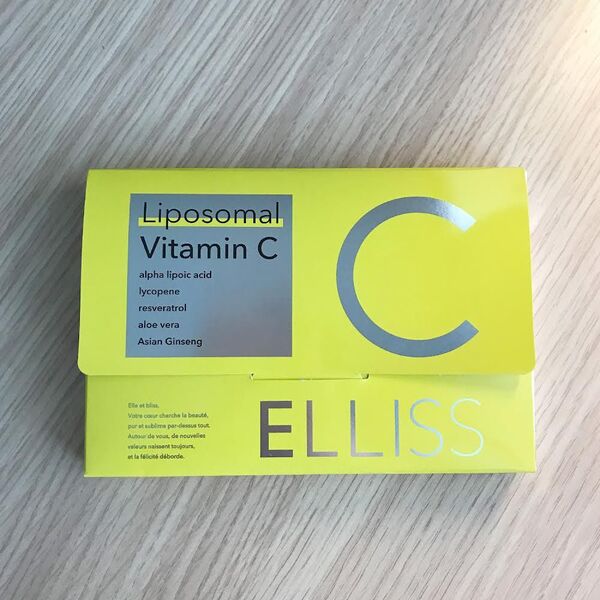 Liposomal
Vitamin C
alpha lipoic acid
lycopene
resveratrol
aloe vera
Asian Ginseng
C
Elle et bliss,
Votre cœur cherche la beauté,
pur et sublime par-dessus tout.
Autour de vous, de nouvelles
valeurs naissent toujours,
et la félicité déborde.
ELLISS